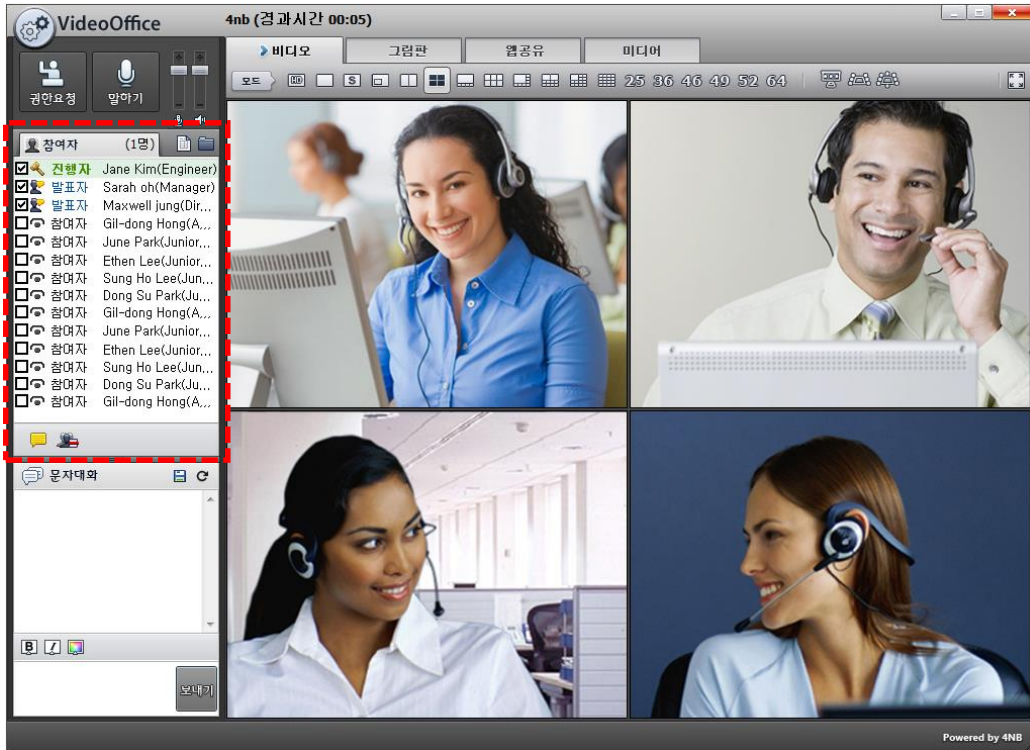 VideoOffice
4nb (경과시간 00:05)
비디오 그림판 웹공유 미디어
권한요청 말하기
모드 HD S 25 36 46 49 52 64
참여자 (1명)
진행자 Jane Kim(Engineer)
발표자 Sarah oh(Manager)
발표자 Maxwell jung(Dir...
참여자 Gil-dong Hong(A...
참여자 June Park(Junior...
참여자 Ethen Lee(Junior...
참여자 Sung Ho Lee(Jun...
참여자 Dong Su Park(Ju...
참여자 Gil-dong Hong(A...
참여자 June Park(Junior...
참여자 Ethen Lee(Junior...
참여자 Sung Ho Lee(Jun...
참여자 Dong Su Park(Ju...
참여자 Gil-dong Hong(A...
문자대화
B I
보내기
Powered by 4NB